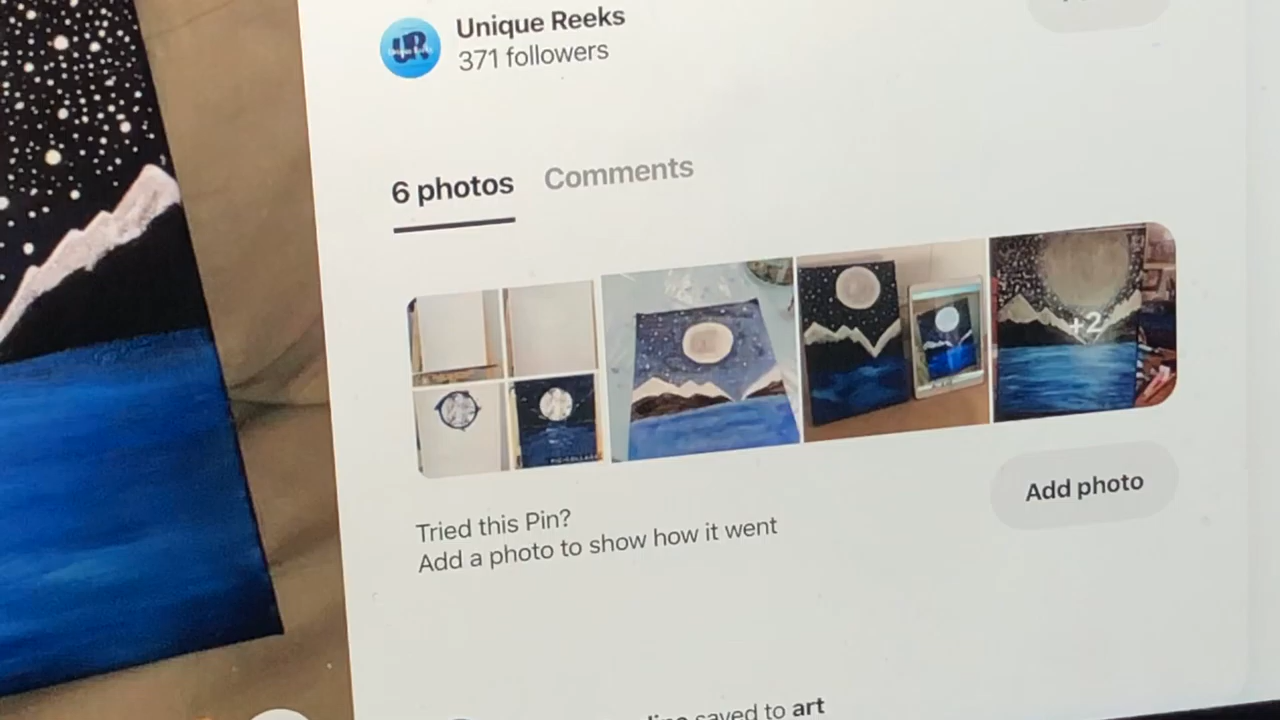 UR
Unique Reeks
371 followers
6 photos
Comments
+2
Tried this Pin?
Add a photo to show how it went
Add photo
saved to art